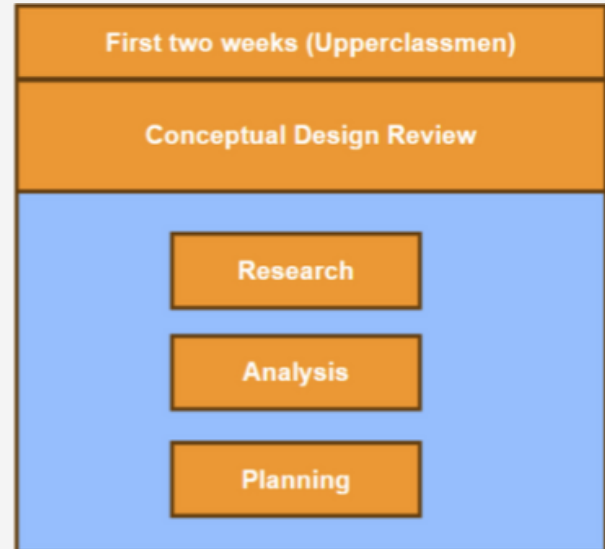 First two weeks (Upperclassmen)
Conceptual Design Review
Research
Analysis
Planning